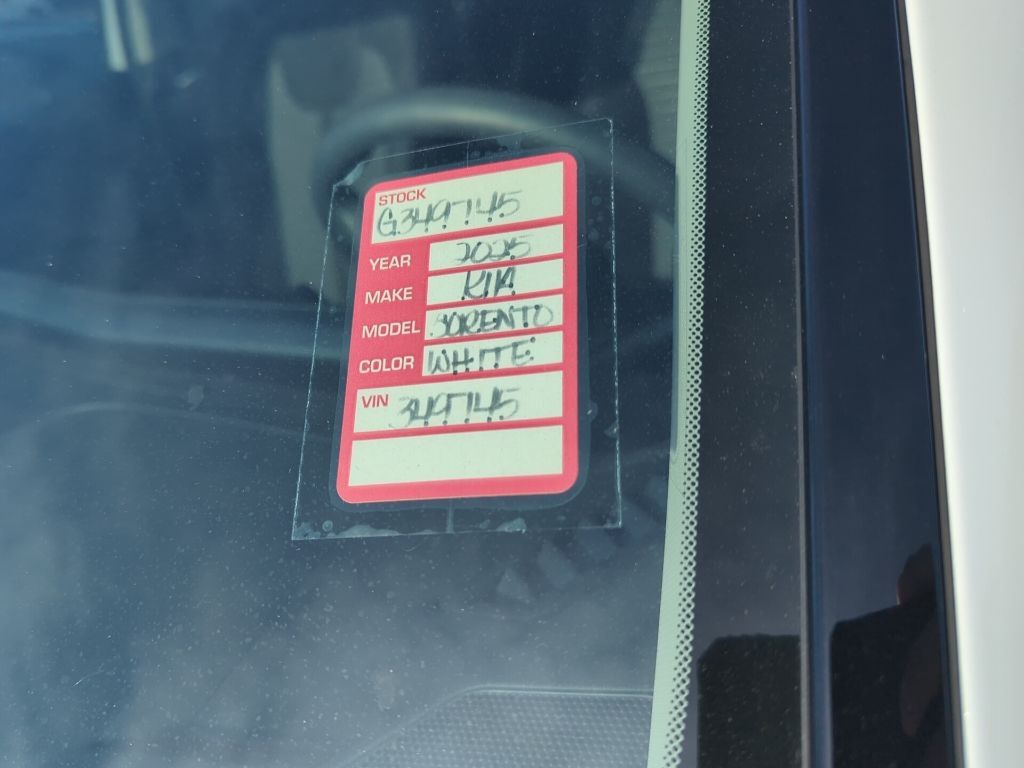 STOCK
G349745
YEAR 2025
MAKE KIA
MODEL SORENTO
COLOR WHITE
VIN 349745